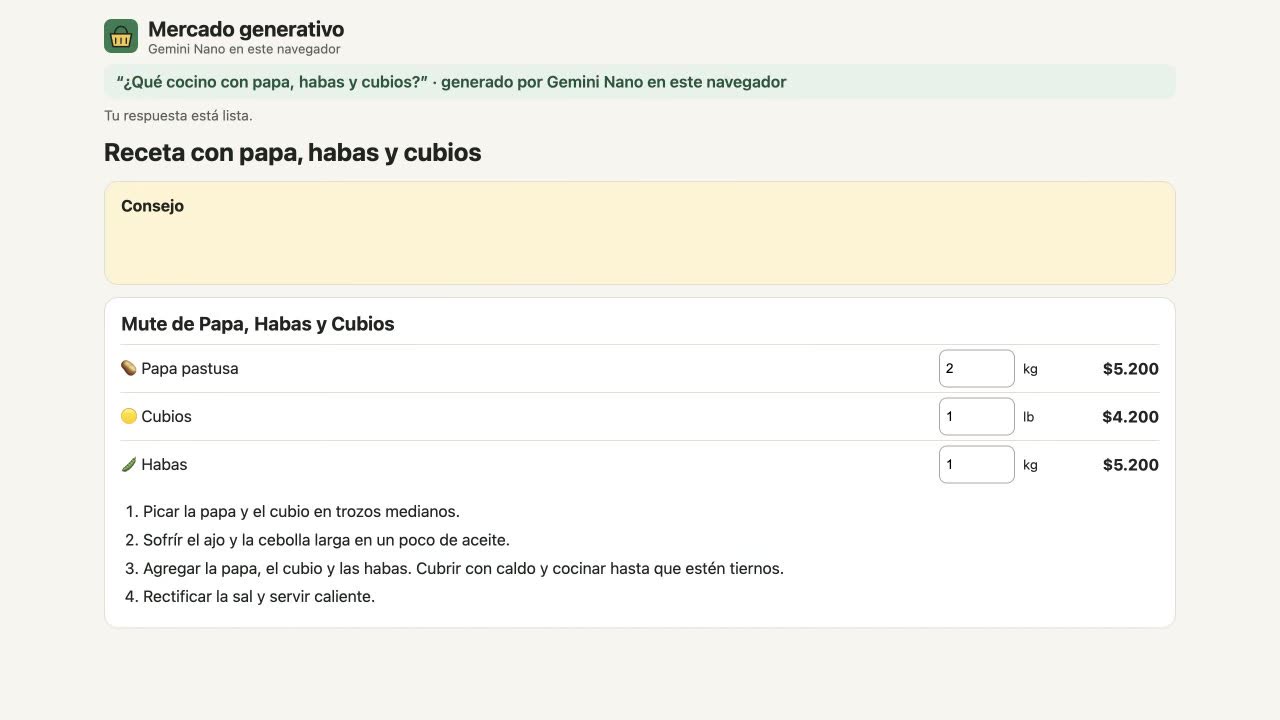 Mercado generativo
Gemini Nano en este navegador
“¿Qué cocino con papa, habas y cubios?” · generado por Gemini Nano en este navegador
Tu respuesta está lista.
Receta con papa, habas y cubios
Consejo
Mute de Papa, Habas y Cubios
Papa pastusa 2 kg $5.200
Cubios 1 lb $4.200
Habas 1 kg $5.200
1. Picar la papa y el cubio en trozos medianos.
2. Sofrír el ajo y la cebolla larga en un poco de aceite.
3. Agregar la papa, el cubio y las habas. Cubrir con caldo y cocinar hasta que estén tiernos.
4. Rectificar la sal y servir caliente.